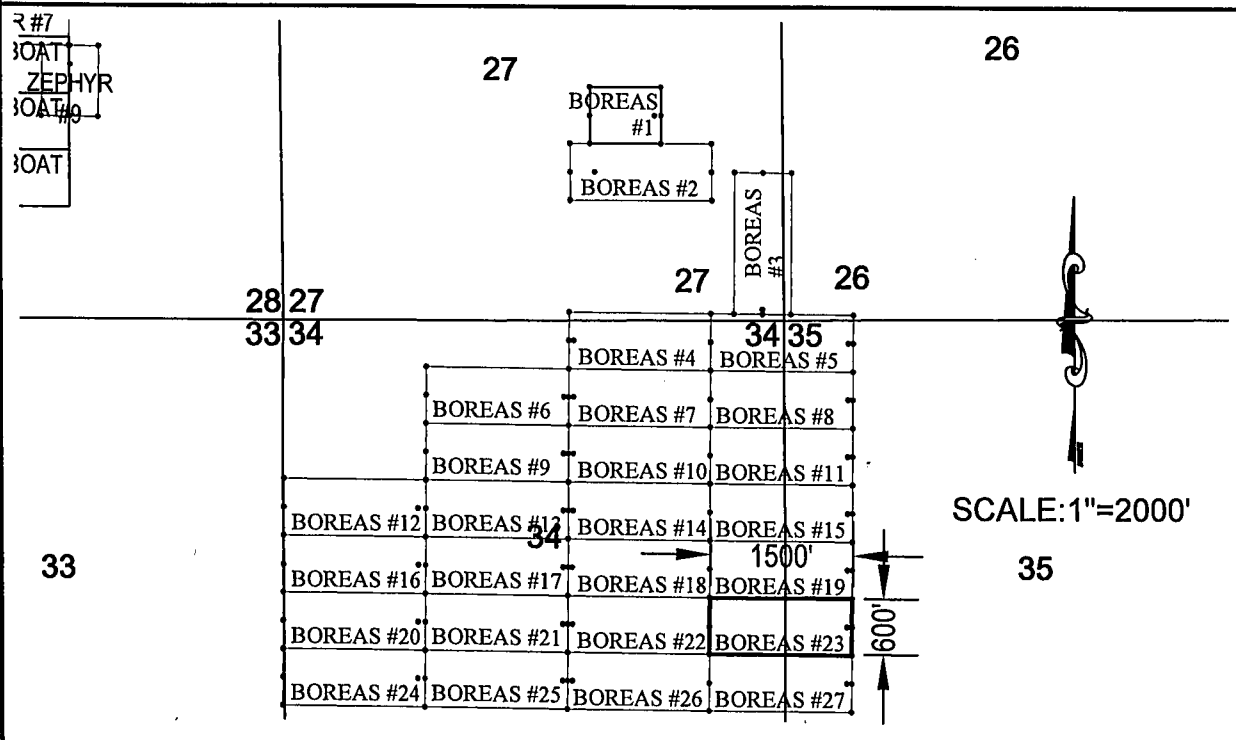 R #7
BOAT
ZEPHYR
BOAT
#9
BOAT
27
26
BOREAS
#1
BOREAS #2
BOREAS
#3
27
26
28 27
33 34
34 35
BOREAS #4
BOREAS #5
BOREAS #6
BOREAS #7
BOREAS #8
BOREAS #9
BOREAS #10
BOREAS #11
BOREAS #12
BOREAS #13
34
BOREAS #14
BOREAS #15
SCALE:1"=2000'
33
1500'
35
BOREAS #16
BOREAS #17
BOREAS #18
BOREAS #19
600'
BOREAS #20
BOREAS #21
BOREAS #22
BOREAS #23
BOREAS #24
BOREAS #25
BOREAS #26
BOREAS #27